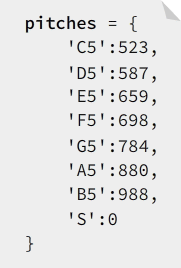 pitches = {
    'C5':523,
    'D5':587,
    'E5':659,
    'F5':698,
    'G5':784,
    'A5':880,
    'B5':988,
    'S':0
}